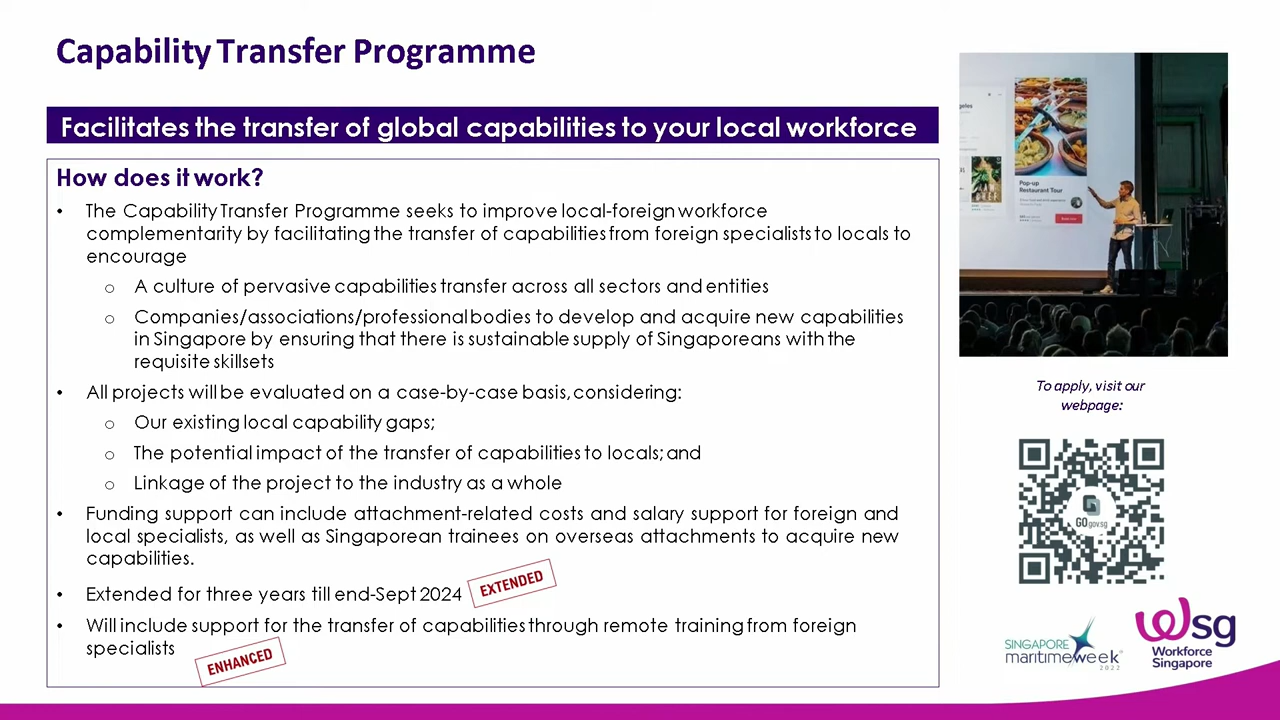 Capability Transfer Programme
Facilitates the transfer of global capabilities to your local workforce
How does it work?
• The Capability Transfer Programme seeks to improve local-foreign workforce
complementarity by facilitating the transfer of capabilities from foreign specialists to locals to
encourage
o A culture of pervasive capabilities transfer across all sectors and entities
o Companies/associations/professional bodies to develop and acquire new capabilities
in Singapore by ensuring that there is sustainable supply of Singaporeans with the
requisite skillsets
• All projects will be evaluated on a case-by-case basis, considering:
o Our existing local capability gaps;
o The potential impact of the transfer of capabilities to locals; and
o Linkage of the project to the industry as a whole
• Funding support can include attachment-related costs and salary support for foreign and
local specialists, as well as Singaporean trainees on overseas attachments to acquire new
capabilities.
• Extended for three years till end-Sept 2024
EXTENDED
• Will include support for the transfer of capabilities through remote training from foreign
specialists
ENHANCED
Pop-up
Restaurant Tour
To apply, visit our
webpage:
GOgov.sg
SINGAPORE
maritimeweek
2022
wsg
Workforce
Singapore